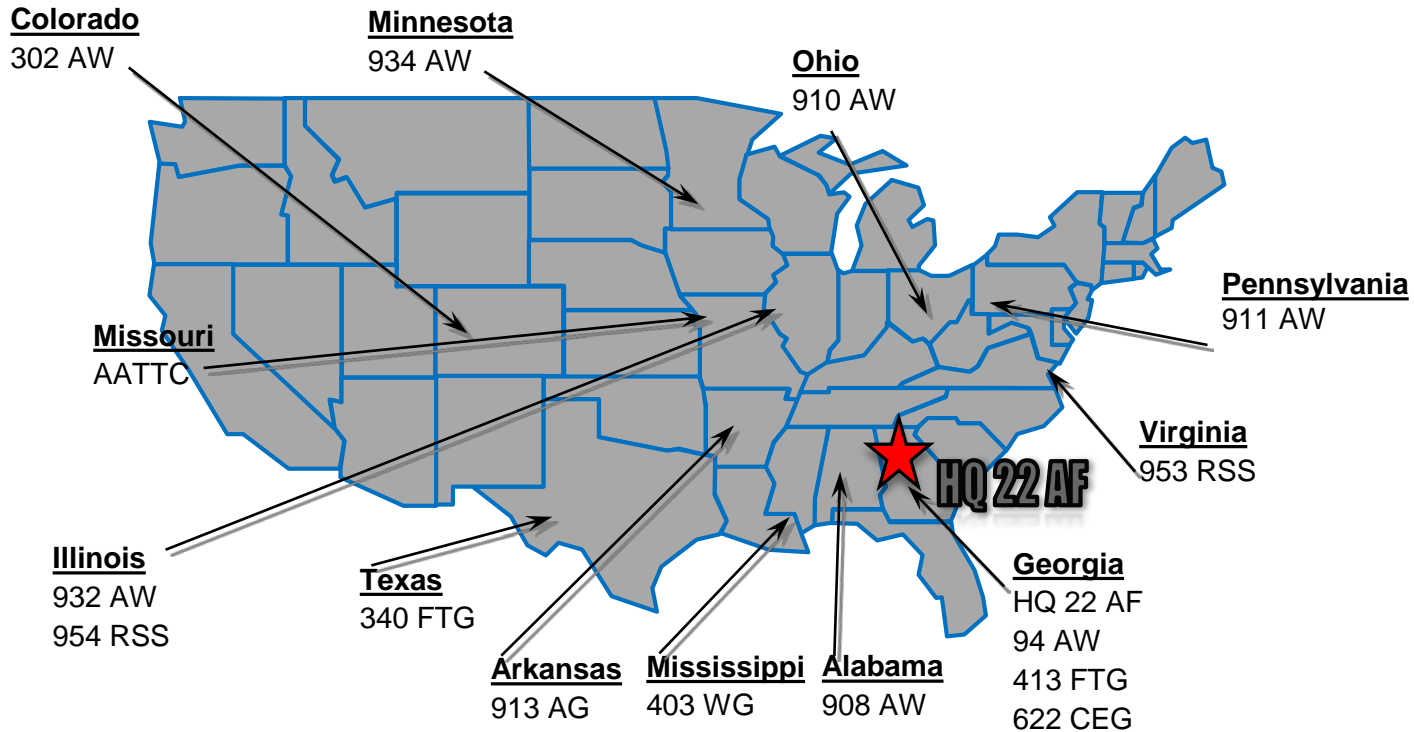 Colorado
302 AW
Minnesota
934 AW
Ohio
910 AW
Pennsylvania
911 AW
Missouri
AATTC
Virginia
953 RSS
HQ 22 AF
Illinois
932 AW
954 RSS
Texas
340 FTG
Arkansas
913 AG
Mississippi
403 WG
Alabama
908 AW
Georgia
HQ 22 AF
94 AW
413 FTG
622 CEG